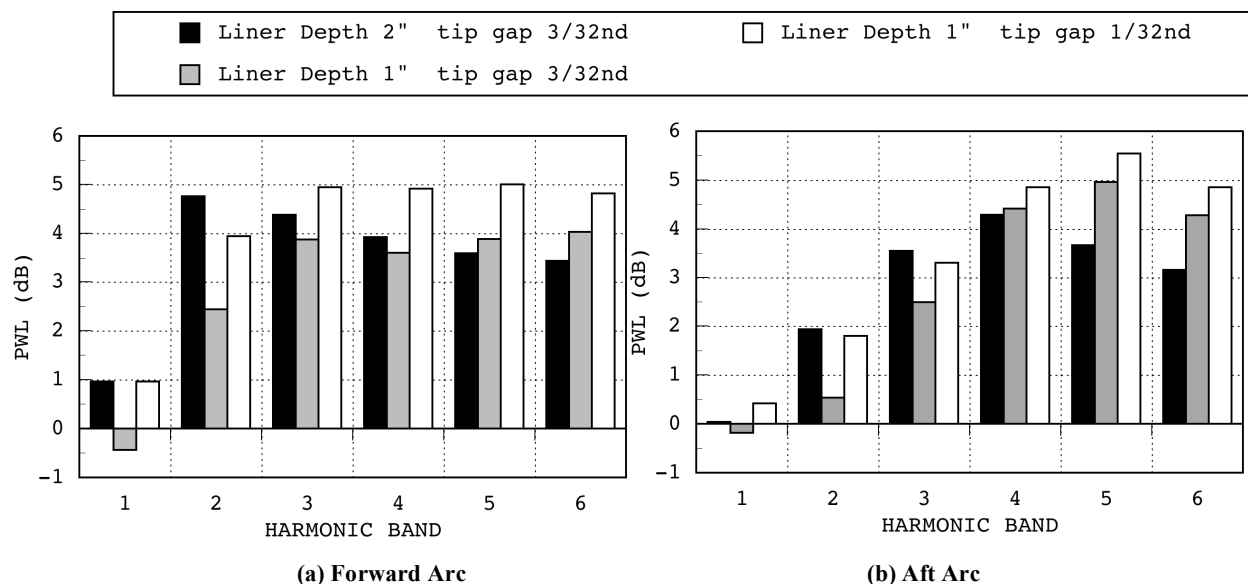 Liner Depth 2" tip gap 3/32nd
Liner Depth 1" tip gap 1/32nd
Liner Depth 1" tip gap 3/32nd
6
5
4
3
2
1
0
−1
PWL (dB)
1 2 3 4 5 6
HARMONIC BAND
(a) Forward Arc
6
5
4
3
2
1
0
−1
PWL (dB)
1 2 3 4 5 6
HARMONIC BAND
(b) Aft Arc